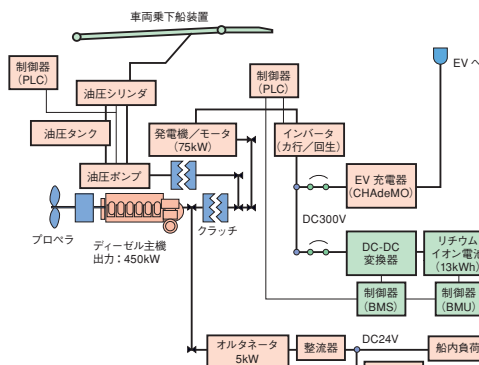 車両乗下船装置
制御器
(PLC)
油圧シリンダ
油圧タンク
油圧ポンプ
プロペラ
ディーゼル主機
出力:450kW
クラッチ
発電機/モータ
(75kW)
制御器
(PLC)
インバータ
(カ行/回生)
EV へ
EV 充電器
(CHAdeMO)
DC300V
DC-DC
変換器
リチウム
イオン電池
(13kWh)
制御器
(BMS)
制御器
(BMU)
オルタネータ
5kW
整流器
DC24V
船内負荷